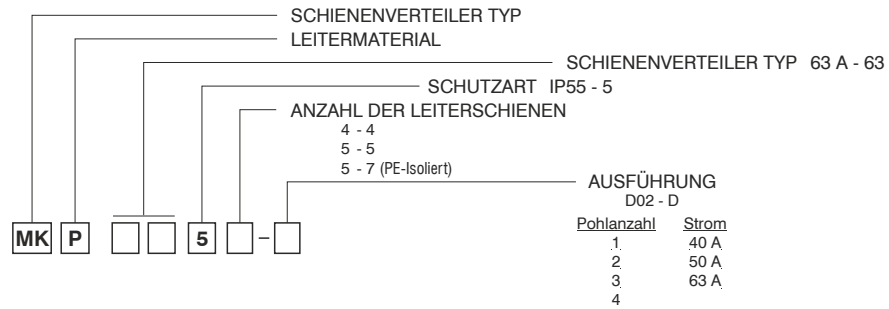 SCHIENENVERTEILER TYP
LEITERMATERIAL
SCHIENENVERTEILER TYP 63 A - 63
SCHUTZART IP55 - 5
ANZAHL DER LEITERSCHIENEN
4 - 4
5 - 5
5 - 7 (PE-Isoliert)
AUSFÜHRUNG
D02 - D
Pohlanzahl Strom
1 40 A
2 50 A
3 63 A
4
MK P 5 -